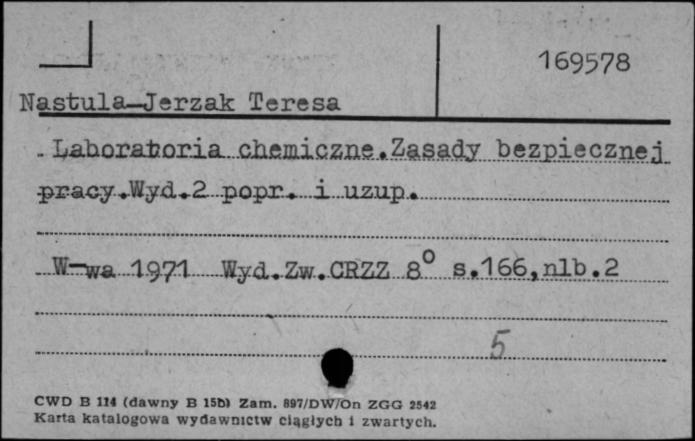 169578
Nastula-Jerzak Teresa
Laboratoria chemiczne.Zasady bezpiecznej
pracy.Wyd.2 popr. i uzup.
W-wa 1971 Wyd.Zw.CRZZ 8° s.166,nlb.2
5
CWD B 114 (dawny B 15b) Zam. 897/DW/On ZGG 2542
Karta katalogowa wydawnictw ciągłych i zwartych.